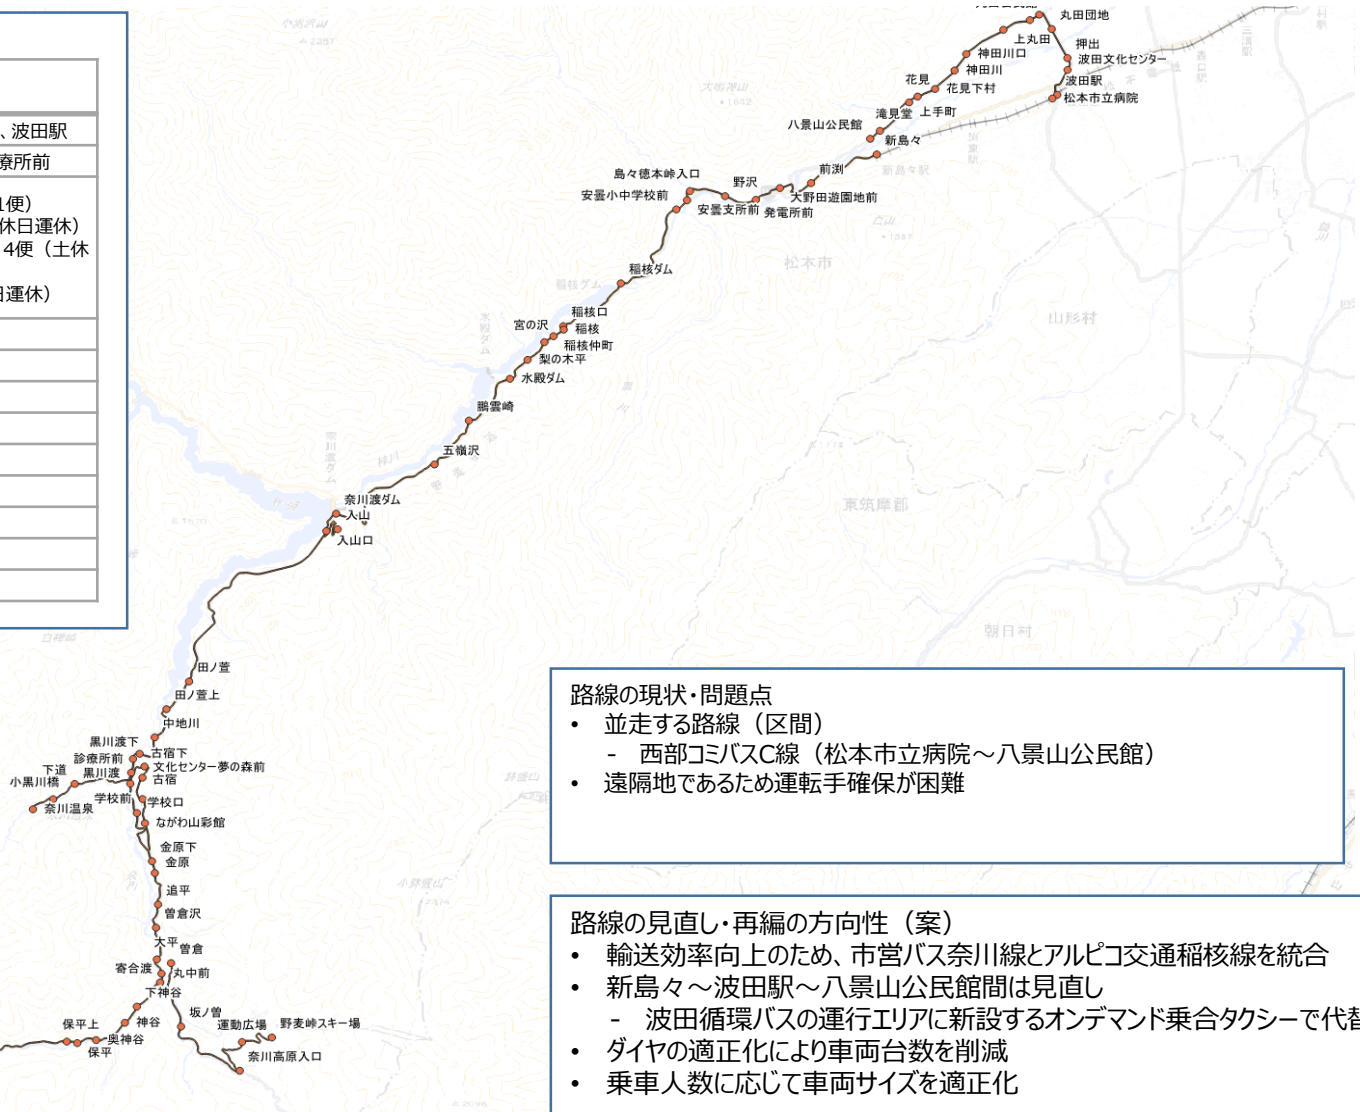 、波田駅
療所前
1便)
休日運休)
4便（土休
日運休）
丸田団地
上丸田
押出
神田川口
波田文化センター
神田川
波田駅
花見
花見下村
松本市立病院
滝見堂
上手町
八景山公民館
新島々
新島々駅
島々徳本峠入口
野沢
前渕
安曇小中学校前
大野田遊園地前
安曇支所前
発電所前
松本市
稲核ダム
稲核ダム
山形村
稲核口
宮の沢
稲核
稲核仲町
水殿ダム
梨の木平
水殿ダム
鵬雲崎
五嶺沢
奈川渡ダム
梓川
奈川渡ダム
入山
入山口
東筑摩郡
朝日村
田ノ萱
田ノ萱上
中地川
黒川渡下
古宿下
診療所前
文化センター夢の森前
下道
黒川渡
古宿
小黒川橋
学校前
学校口
奈川温泉
ながわ山彩館
金原下
金原
追平
曽倉沢
大平
曽倉
寄合渡
丸中前
下神谷
坂ノ曽
保平上
神谷
運動広場
野麦峠スキー場
奥神谷
保平
奈川高原入口
路線の現状・問題点
• 並走する路線（区間）
- 西部コミバスC線（松本市立病院～八景山公民館）
• 遠隔地であるため運転手確保が困難
路線の見直し・再編の方向性（案）
• 輸送効率向上のため、市営バス奈川線とアルピコ交通稲核線を統合
• 新島々～波田駅～八景山公民館間は見直し
- 波田循環バスの運行エリアに新設するオンデマンド乗合タクシーで代替
• ダイヤの適正化により車両台数を削減
• 乗車人数に応じて車両サイズを適正化